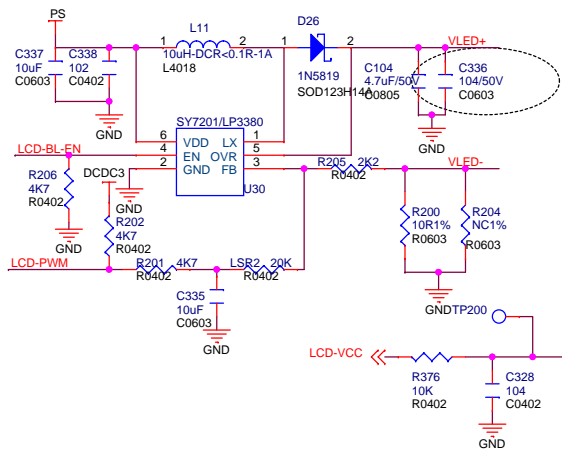 PS
L11
D26
1
2
1
2
VLED+
C337
10uF
C0603
C338
102
C0402
10uH-DCR<0.1R-1A
L4018
1N5819
SOD123H14A
C104
4.7uF/50V
C0805
C336
104/50V
C0603
GND
GND
SY7201/LP3380
6
VDD
LX
1
LCD-BL-EN
4
EN
OVR
5
2
GND
FB
3
U30
R205
2K2
R0402
VLED-
DCDC3
R206
4K7
R0402
GND
GND
R202
4K7
R0402
R200
10R1%
R0603
R204
NC1%
R0603
LCD-PWM
R201
4K7
R0402
LSR2
20K
R0402
C335
10uF
C0603
GND
GND
TP200
LCD-VCC
R376
10K
R0402
C328
104
C0402
GND